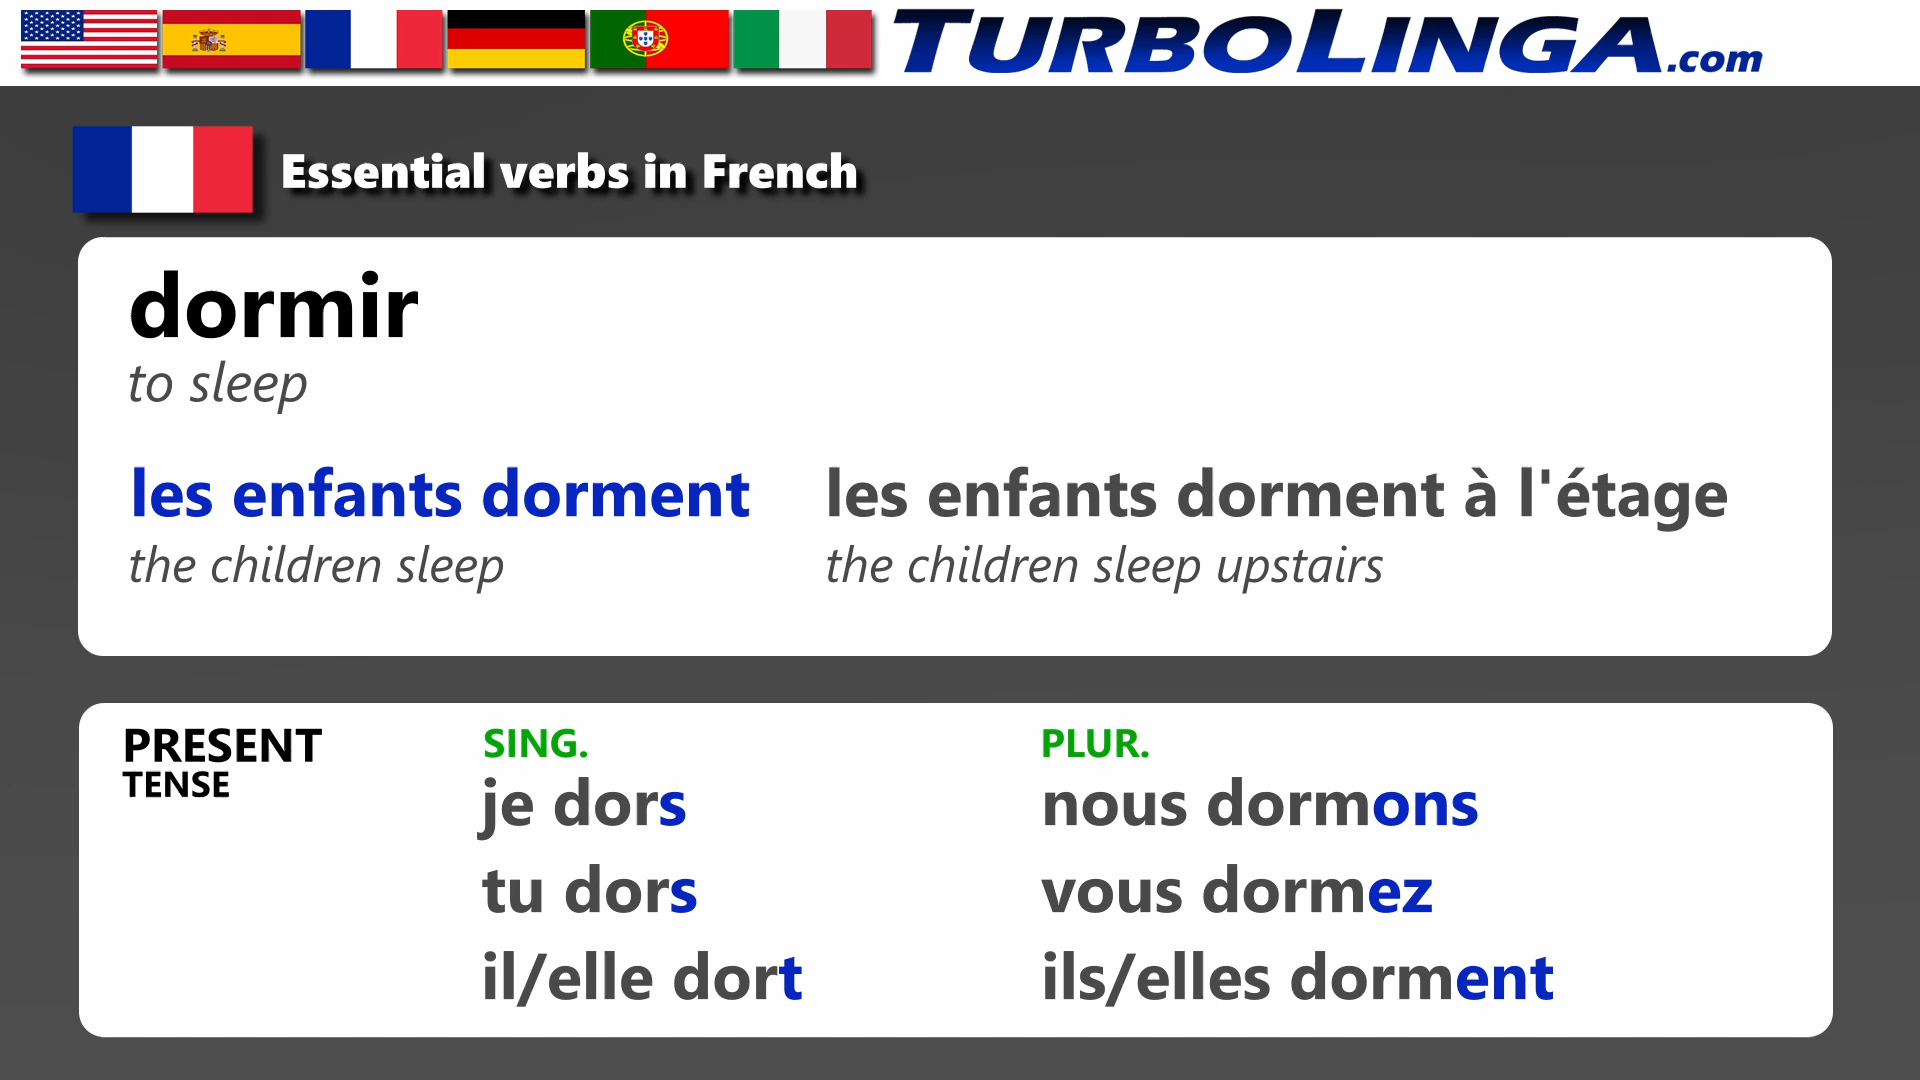 TURBOLINGA.com
Essential verbs in French
dormir
to sleep
les enfants dorment
the children sleep
les enfants dorment à l'étage
the children sleep upstairs
PRESENT
TENSE
SING.
je dors
tu dors
il/elle dort
PLUR.
nous dormons
vous dormez
ils/elles dorment